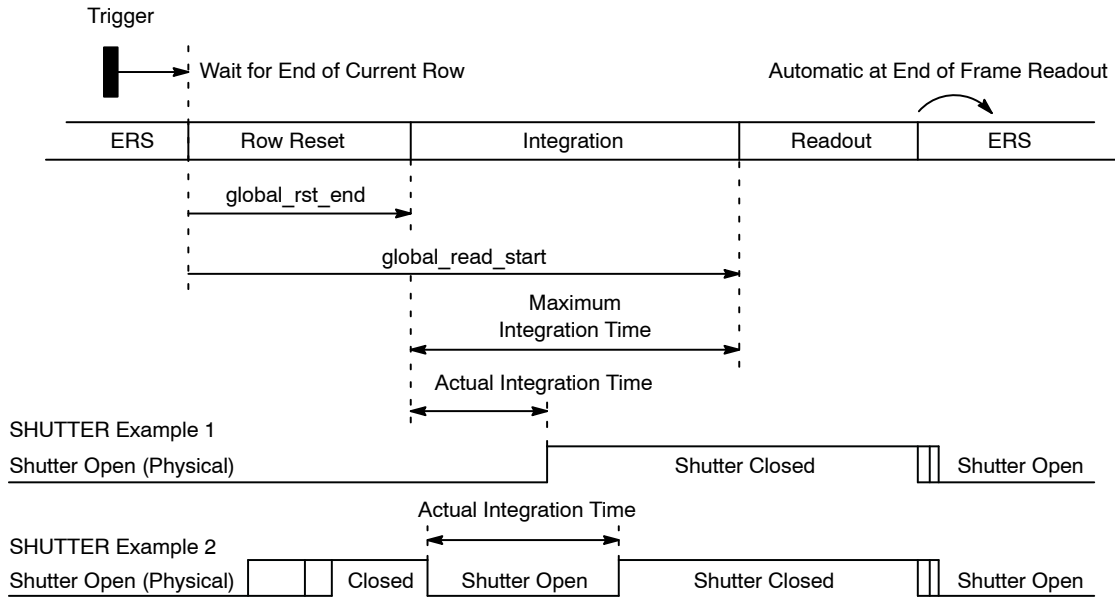 Trigger
Wait for End of Current Row
Automatic at End of Frame Readout
ERS Row Reset Integration Readout ERS
global_rst_end
global_read_start
Maximum
Integration Time
Actual Integration Time
SHUTTER Example 1
Shutter Open (Physical) Shutter Closed Shutter Open
Actual Integration Time
SHUTTER Example 2
Shutter Open (Physical) Closed Shutter Open Shutter Closed Shutter Open